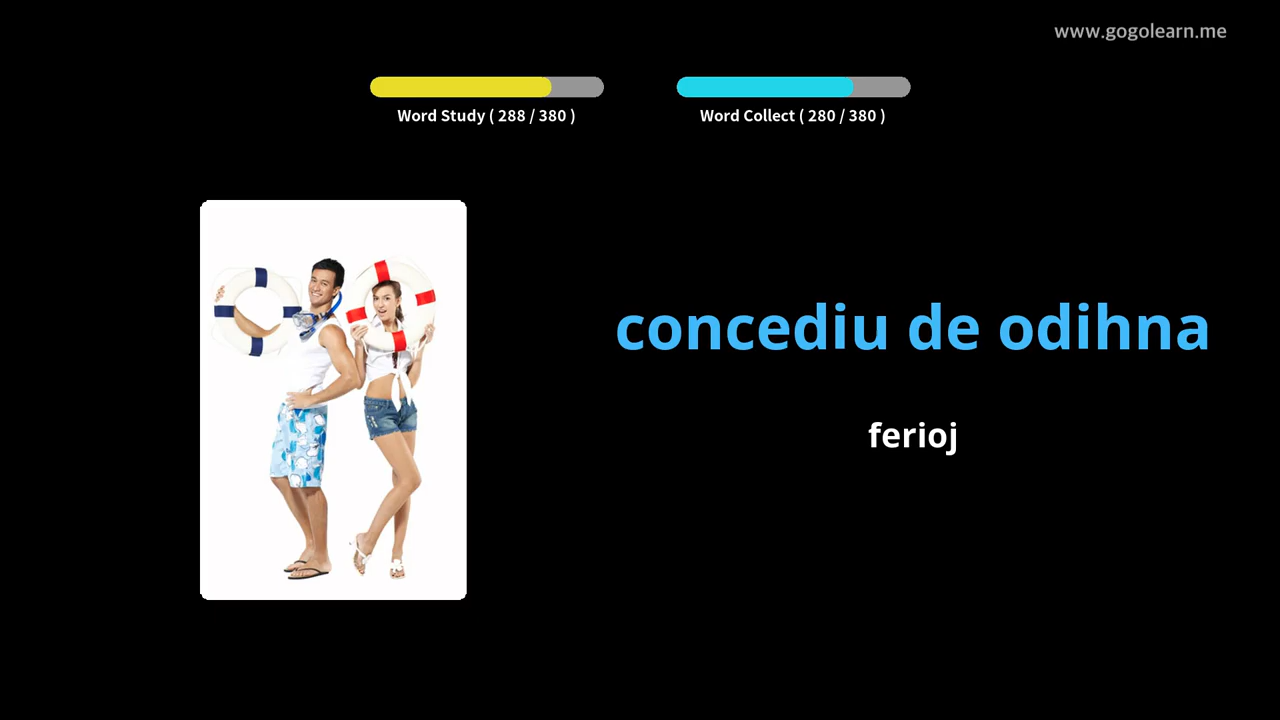 www.gogolearn.me
Word Study ( 288 / 380 )
Word Collect ( 280 / 380 )
concediu de odihna
ferioj